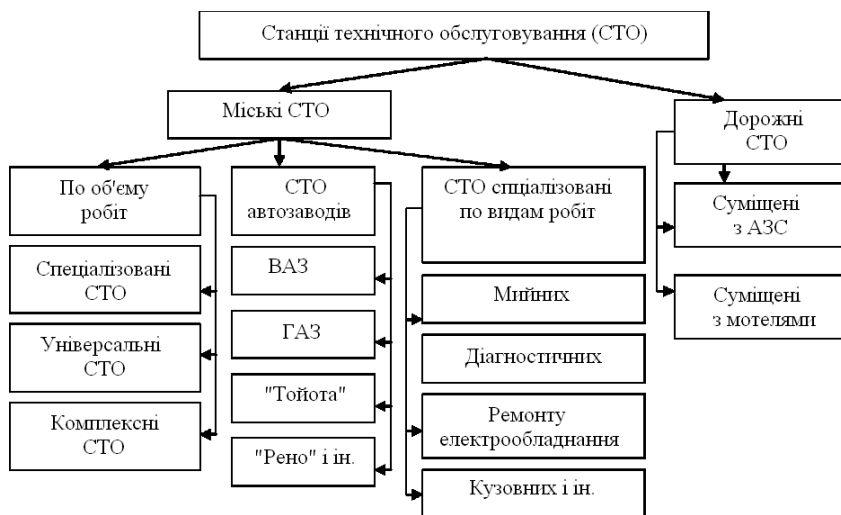 Станції технічного обслуговування (СТО)
Міські СТО
Дорожні
СТО
По об'єму
робіт
СТО
автозаводів
СТО спціалізовані
по видам робіт
Суміщені
з АЗС
Спеціалізовані
СТО
ВАЗ
Мийних
Суміщені
з мотелями
Універсальні
СТО
ГАЗ
Діагностичних
Комплексні
СТО
"Тойота"
Ремонту
електрообладнання
"Рено" і ін.
Кузовних і ін.